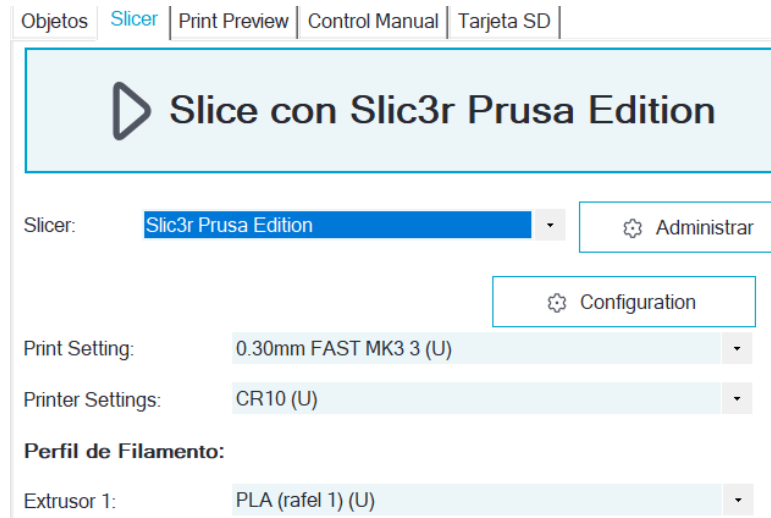 Objetos Slicer Print Preview Control Manual Tarjeta SD
Slice con Slic3r Prusa Edition
Slicer: Slic3r Prusa Edition Administrar
Configuration
Print Setting: 0.30mm FAST MK3 3 (U)
Printer Settings: CR10 (U)
Perfil de Filamento:
Extrusor 1: PLA (rafel 1) (U)